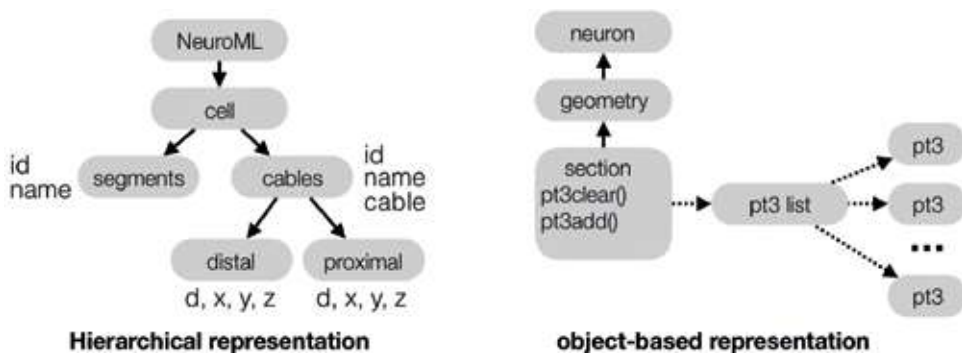 NeuroML
cell
id
name
segments
cables
id
name
cable
distal
proximal
d, x, y, z
d, x, y, z
Hierarchical representation
neuron
geometry
section
pt3clear()
pt3add()
pt3 list
pt3
pt3
...
pt3
object-based representation